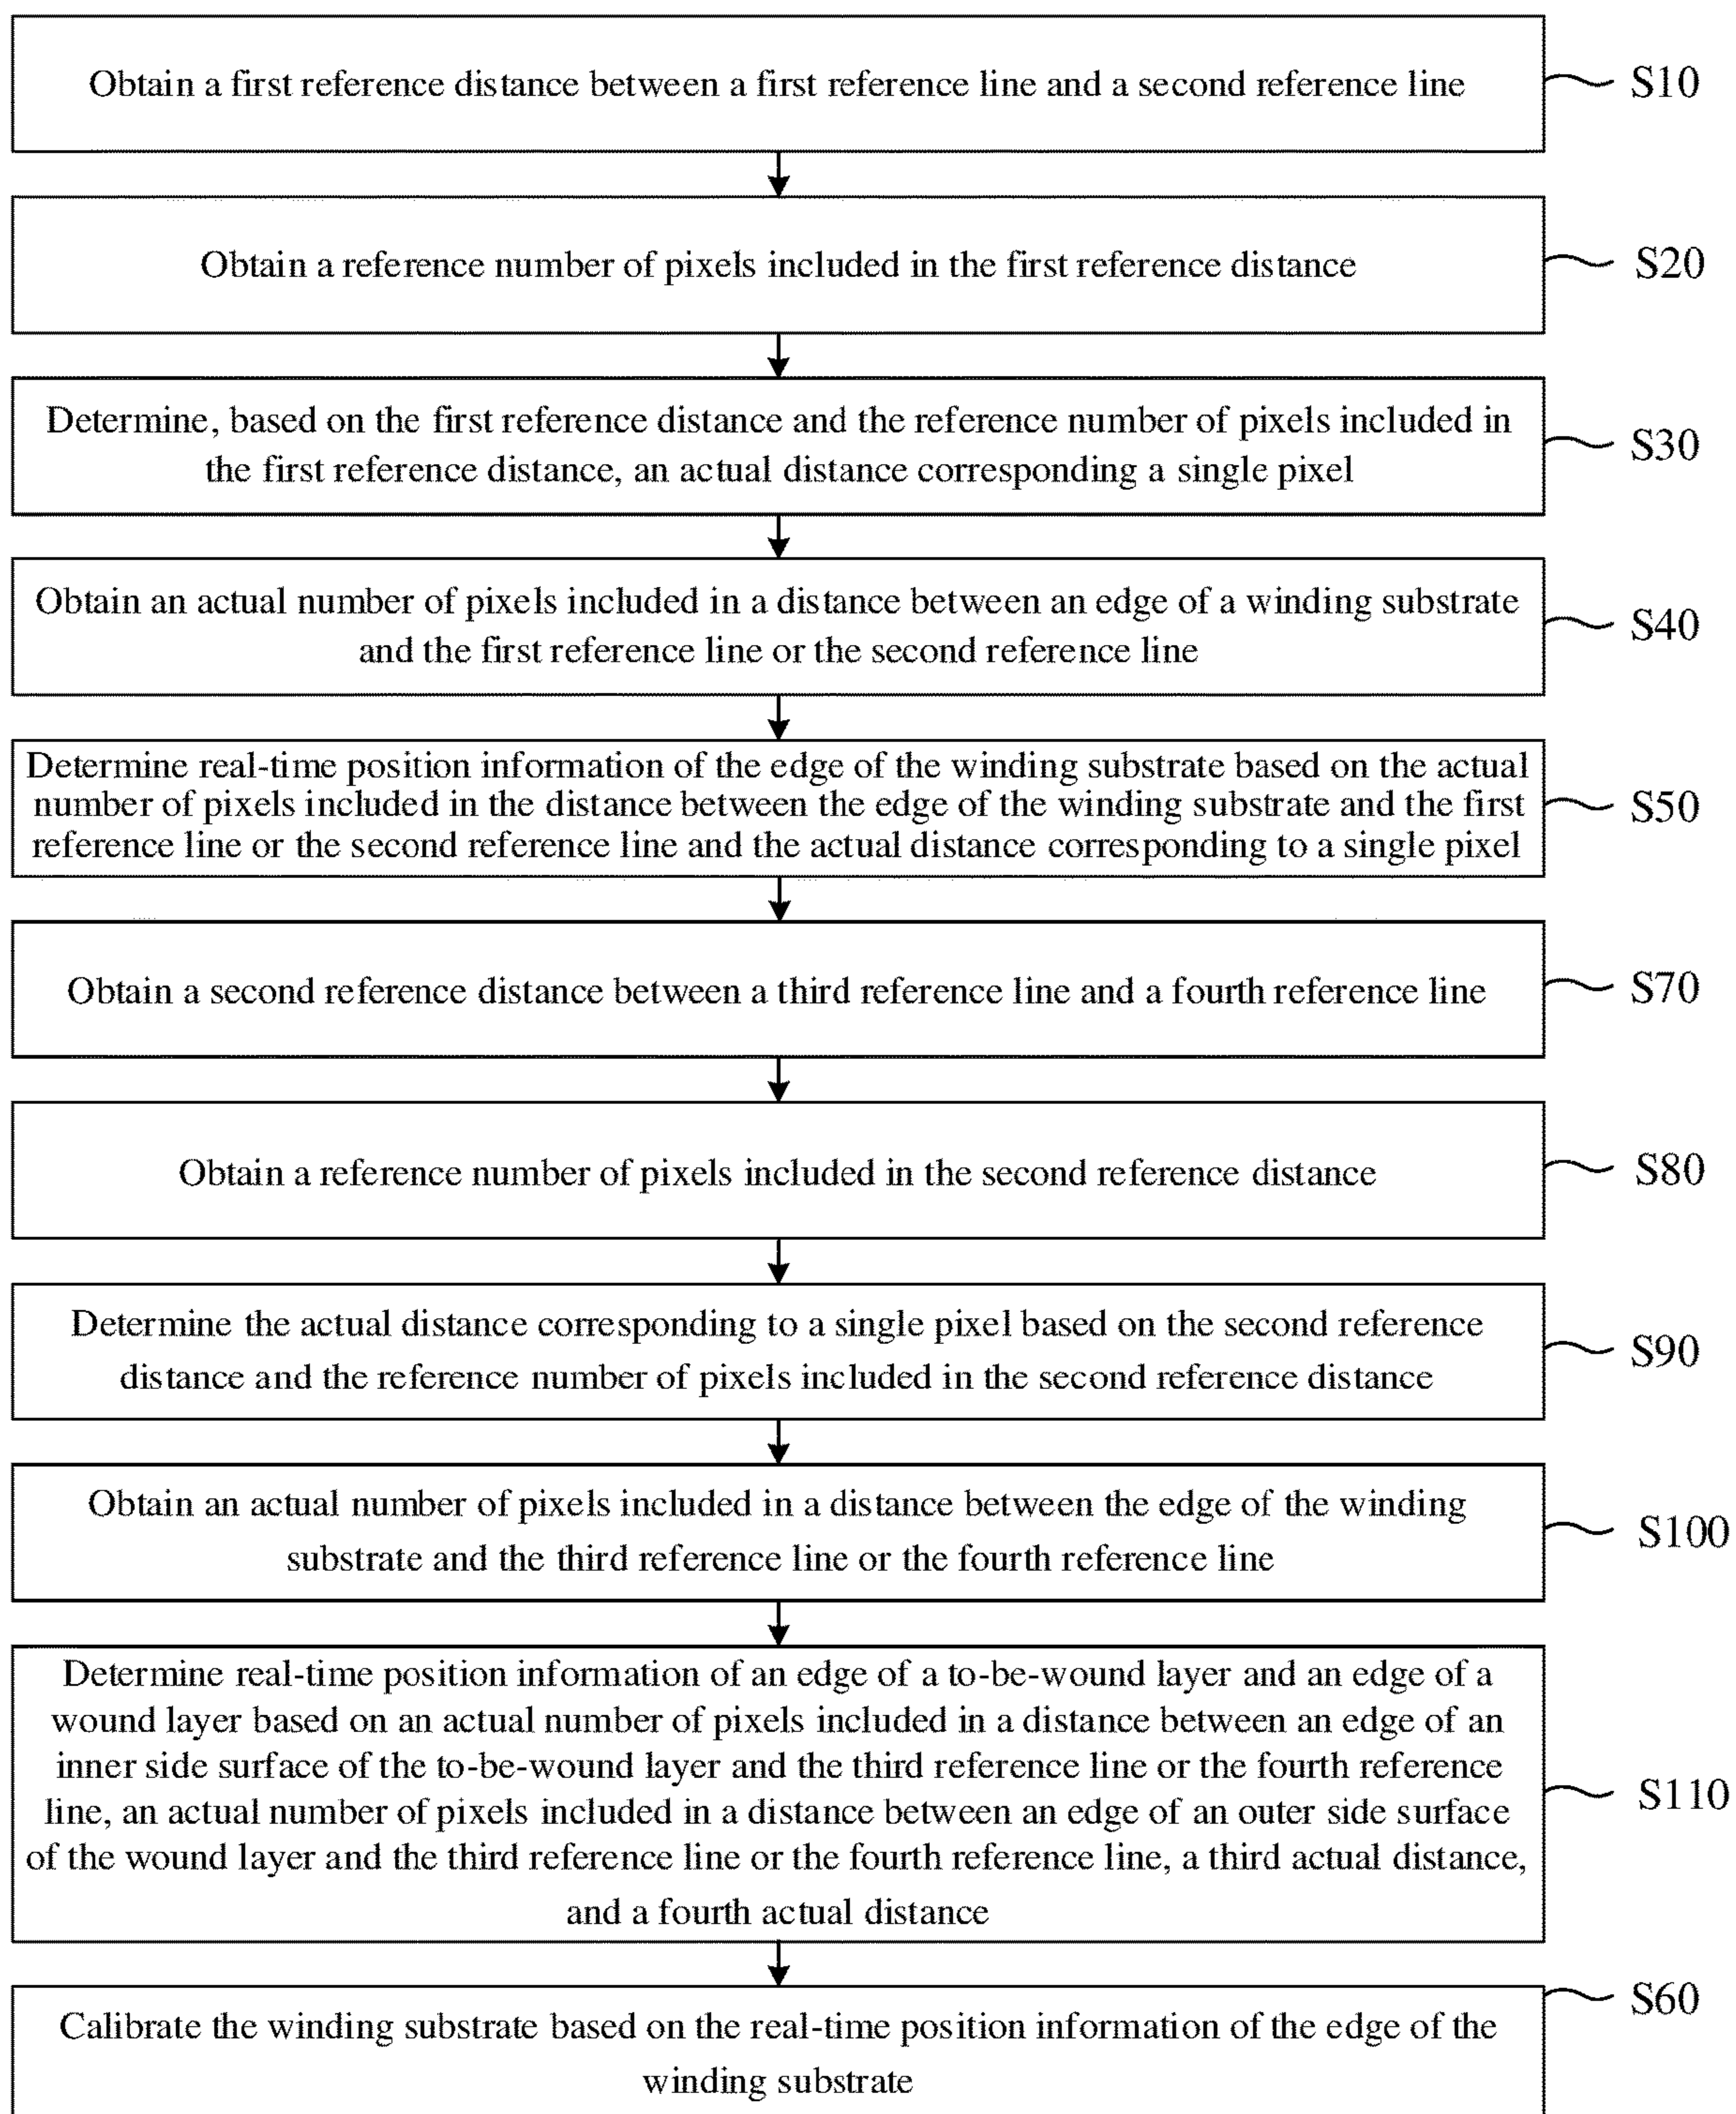 Obtain a first reference distance between a first reference line and a second reference line
S10
Obtain a reference number of pixels included in the first reference distance
S20
Determine, based on the first reference distance and the reference number of pixels included in
the first reference distance, an actual distance corresponding a single pixel
S30
Obtain an actual number of pixels included in a distance between an edge of a winding substrate
and the first reference line or the second reference line
S40
Determine real-time position information of the edge of the winding substrate based on the actual
number of pixels included in the distance between the edge of the winding substrate and the first
reference line or the second reference line and the actual distance corresponding to a single pixel
S50
Obtain a second reference distance between a third reference line and a fourth reference line
S70
Obtain a reference number of pixels included in the second reference distance
S80
Determine the actual distance corresponding to a single pixel based on the second reference
distance and the reference number of pixels included in the second reference distance
S90
Obtain an actual number of pixels included in a distance between the edge of the winding
substrate and the third reference line or the fourth reference line
S100
Determine real-time position information of an edge of a to-be-wound layer and an edge of a
wound layer based on an actual number of pixels included in a distance between an edge of an
inner side surface of the to-be-wound layer and the third reference line or the fourth reference
line, an actual number of pixels included in a distance between an edge of an outer side surface
of the wound layer and the third reference line or the fourth reference line, a third actual distance,
and a fourth actual distance
S110
Calibrate the winding substrate based on the real-time position information of the edge of the
winding substrate
S60